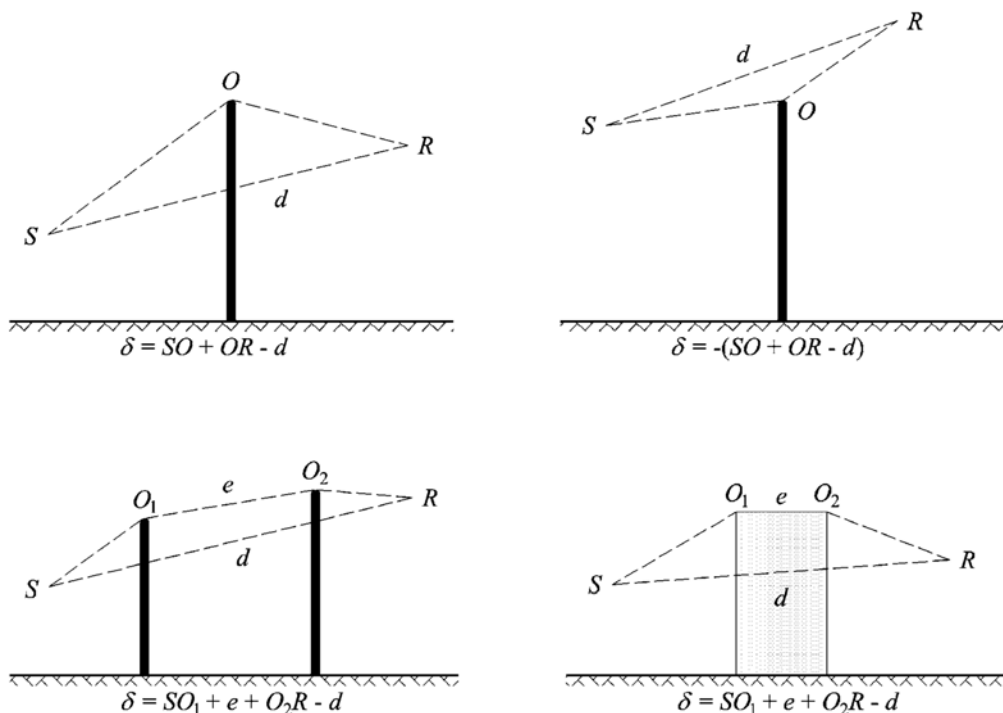 O
R
d
S
δ = SO + OR - d
R
d
S
O
δ = -(SO + OR - d)
O₁
e
O₂
R
d
S
δ = SO₁ + e + O₂R - d
O₁ e O₂
R
S
d
δ = SO₁ + e + O₂R - d